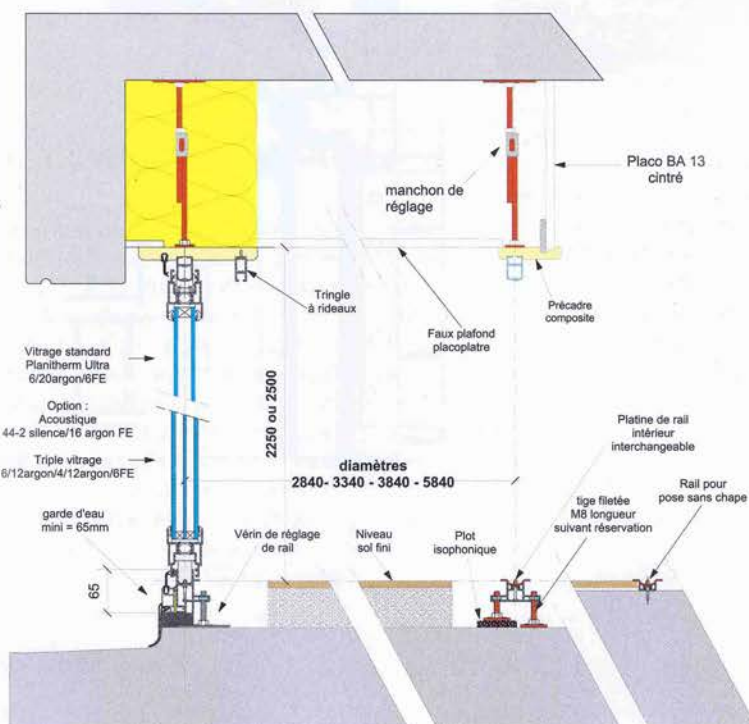 Placo BA 13
cintré
manchon de
réglage
Tringle
à rideaux
Précadre
composite
Faux plafond
placoplatre
Vitrage standard
Planitherm Ultra
6/20argon/6FE
Option :
Acoustique
44-2 silence/16 argon FE
Triple vitrage
6/12argon/4/12argon/6FE
2250 ou 2500
diamètres
2840- 3340 - 3840 - 5840
Platine de rail
intérieur
interchangeable
garde d'eau
mini = 65mm
65
Vérin de réglage
de rail
Niveau
sol fini
Plot
isophonique
tige filetée
M8 longueur
suivant réservation
Rail pour
pose sans chape